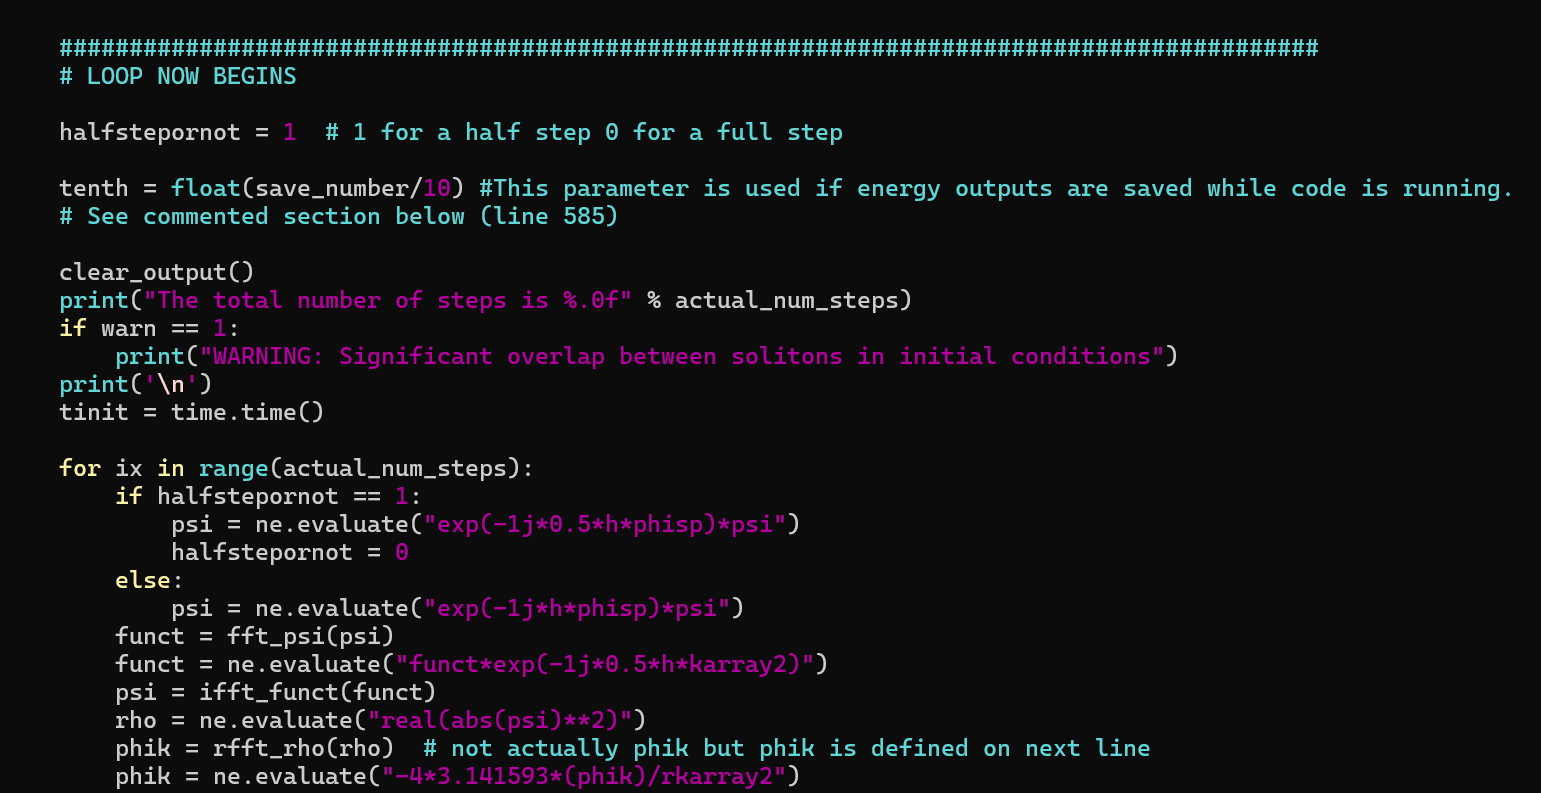 ##########################################################################################
# LOOP NOW BEGINS
halfstepornot = 1  # 1 for a half step 0 for a full step
tenth = float(save_number/10) #This parameter is used if energy outputs are saved while code is running.
# See commented section below (line 585)
clear_output()
print("The total number of steps is %.0f" % actual_num_steps)
if warn == 1:
    print("WARNING: Significant overlap between solitons in initial conditions")
print('\n')
tinit = time.time()
for ix in range(actual_num_steps):
    if halfstepornot == 1:
        psi = ne.evaluate("exp(-1j*0.5*h*phisp)*psi")
        halfstepornot = 0
    else:
        psi = ne.evaluate("exp(-1j*h*phisp)*psi")
    funct = fft_psi(psi)
    funct = ne.evaluate("funct*exp(-1j*0.5*h*karray2)")
    psi = ifft_funct(funct)
    rho = ne.evaluate("real(abs(psi)**2)")
    phik = rfft_rho(rho)  # not actually phik but phik is defined on next line
    phik = ne.evaluate("-4*3.141593*(phik)/rkarray2")